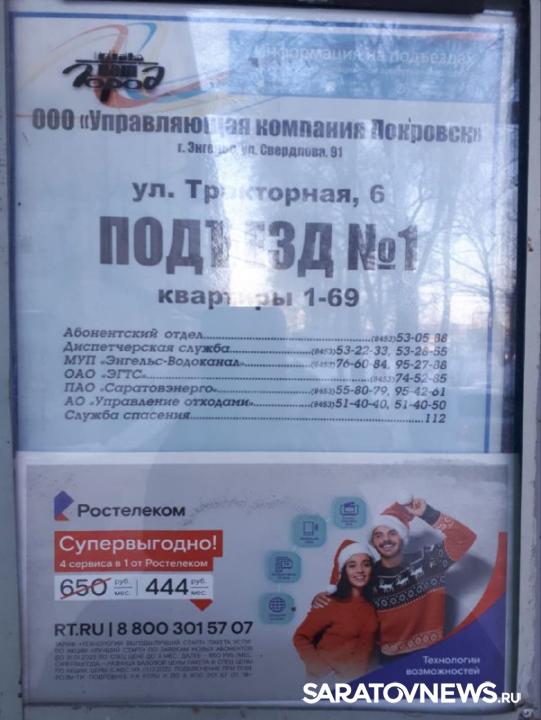 наш
город
Информация на подъездах
ООО «Управляющая компания Покровск»
г. Энгельс, ул. Свердлова, 91
ул. Тракторная, 6
ПОДЪЕЗД №1
квартиры 1-69
Абонентский отдел (8453)53-05-88
Диспетчерская служба (8453)53-22-33, 53-28-55
МУП «Энгельс-Водоканал» (8453)76-60-84, 95-27-88
ОАО «ЭГТС» (8453)74-52-85
ПАО «Саратовэнерго» (8453)55-80-79, 95-42-61
АО «Управление отходами» (8453)51-40-40, 51-40-50
Служба спасения 112
Ростелеком
Супервыгодно!
4 сервиса в 1 от Ростелеком
650 руб. мес. 444 руб. мес.
RT.RU | 8 800 301 57 07
Технологии
возможностей
SARATOVNEWS.RU